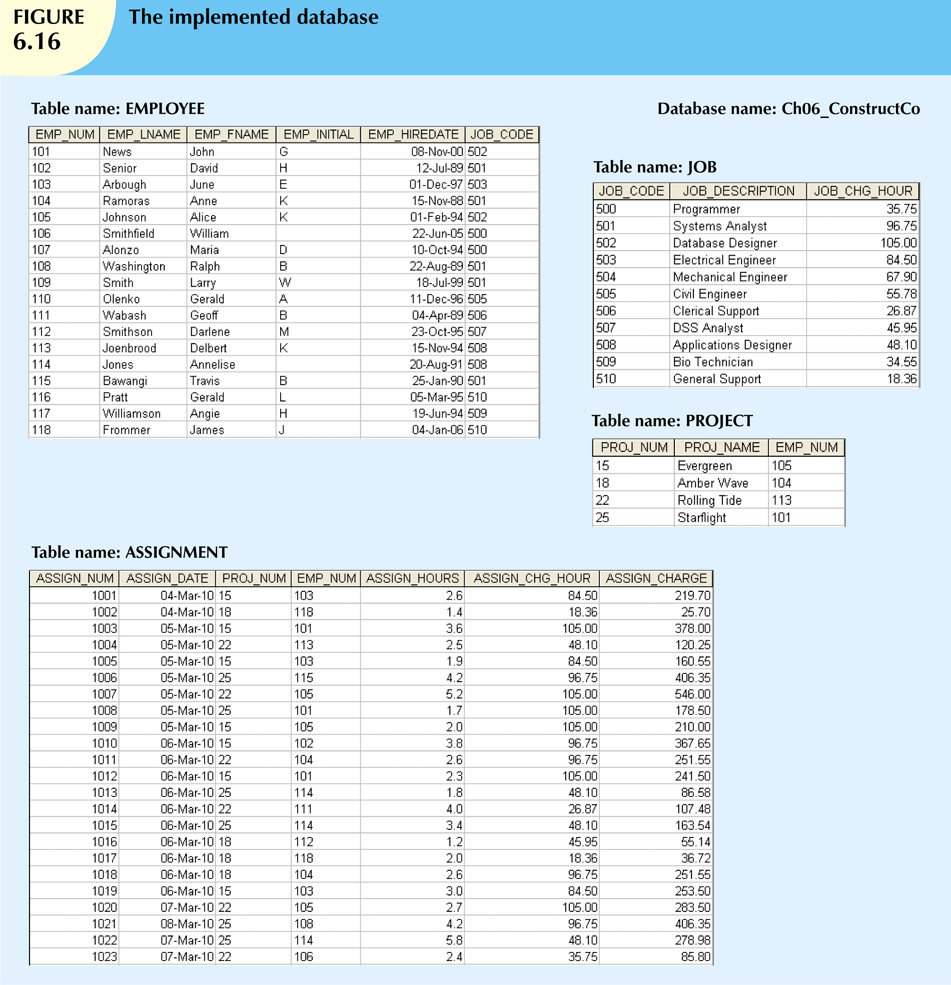 FIGURE
6.16
The implemented database
Table name: EMPLOYEE
EMP_NUM EMP_LNAME EMP_FNAME EMP_INITIAL EMP_HIREDATE JOB_CODE
101 News John G 08-Nov-00 502
102 Senior David H 12-Jul-89 501
103 Arbough June E 01-Dec-97 503
104 Ramoras Anne K 15-Nov-88 501
105 Johnson Alice K 01-Feb-94 502
106 Smithfield William 22-Jun-05 500
107 Alonzo Maria D 10-Oct-94 500
108 Washington Ralph B 22-Aug-89 501
109 Smith Larry W 18-Jul-99 501
110 Olenko Gerald A 11-Dec-96 505
111 Wabash Geoff B 04-Apr-89 506
112 Smithson Darlene M 23-Oct-95 507
113 Joenbrood Delbert K 15-Nov-94 508
114 Jones Annelise 20-Aug-91 508
115 Bawangi Travis B 25-Jan-90 501
116 Pratt Gerald L 05-Mar-95 510
117 Williamson Angie H 19-Jun-94 509
118 Frommer James J 04-Jan-06 510
Database name: Ch06_ConstructCo
Table name: JOB
JOB_CODE JOB_DESCRIPTION JOB_CHG_HOUR
500 Programmer 35.75
501 Systems Analyst 96.75
502 Database Designer 105.00
503 Electrical Engineer 84.50
504 Mechanical Engineer 67.90
505 Civil Engineer 55.78
506 Clerical Support 26.87
507 DSS Analyst 45.95
508 Applications Designer 48.10
509 Bio Technician 34.55
510 General Support 18.36
Table name: PROJECT
PROJ_NUM PROJ_NAME EMP_NUM
15 Evergreen 105
18 Amber Wave 104
22 Rolling Tide 113
25 Starflight 101
Table name: ASSIGNMENT
ASSIGN_NUM ASSIGN_DATE PROJ_NUM EMP_NUM ASSIGN_HOURS ASSIGN_CHG_HOUR ASSIGN_CHARGE
1001 04-Mar-10 15 103 2.6 84.50 219.70
1002 04-Mar-10 18 118 1.4 18.36 25.70
1003 05-Mar-10 15 101 3.6 105.00 378.00
1004 05-Mar-10 22 113 2.5 48.10 120.25
1005 05-Mar-10 15 103 1.9 84.50 160.55
1006 05-Mar-10 25 115 4.2 96.75 406.35
1007 05-Mar-10 22 105 5.2 105.00 546.00
1008 05-Mar-10 25 101 1.7 105.00 178.50
1009 05-Mar-10 15 105 2.0 105.00 210.00
1010 06-Mar-10 15 102 3.8 96.75 367.65
1011 06-Mar-10 22 104 2.6 96.75 251.55
1012 06-Mar-10 15 101 2.3 105.00 241.50
1013 06-Mar-10 25 114 1.8 48.10 86.58
1014 06-Mar-10 22 111 4.0 26.87 107.48
1015 06-Mar-10 25 114 3.4 48.10 163.54
1016 06-Mar-10 18 112 1.2 45.95 55.14
1017 06-Mar-10 18 118 2.0 18.36 36.72
1018 06-Mar-10 18 104 2.6 96.75 251.55
1019 06-Mar-10 15 103 3.0 84.50 253.50
1020 07-Mar-10 22 105 2.7 105.00 283.50
1021 08-Mar-10 25 108 4.2 96.75 406.35
1022 07-Mar-10 25 114 5.8 48.10 278.98
1023 07-Mar-10 22 106 2.4 35.75 85.80